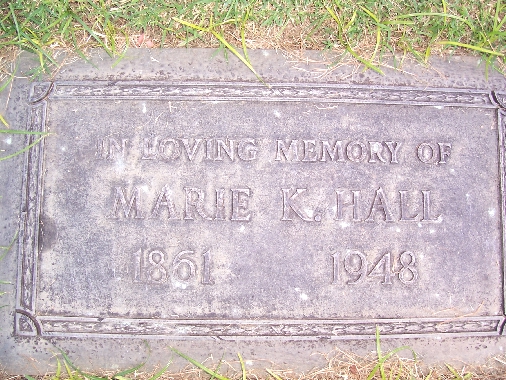 IN LOVING MEMORY OF
MARIE K. HALL
1861 1948